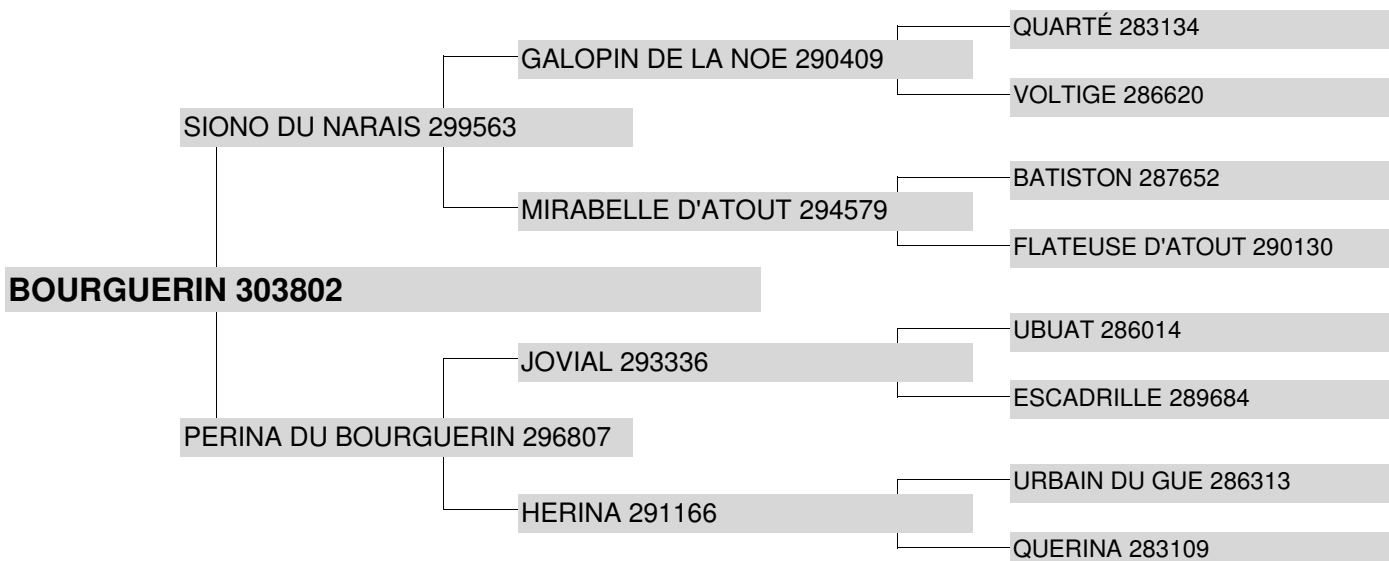 QUARTÉ 283134
GALOPIN DE LA NOE 290409
VOLTIGE 286620
SIONO DU NARAIS 299563
BATISTON 287652
MIRABELLE D'ATOUT 294579
FLATEUSE D'ATOUT 290130
BOURGUERIN 303802
UBUAT 286014
JOVIAL 293336
ESCADRILLE 289684
PERINA DU BOURGUERIN 296807
URBAIN DU GUE 286313
HERINA 291166
QUERINA 283109